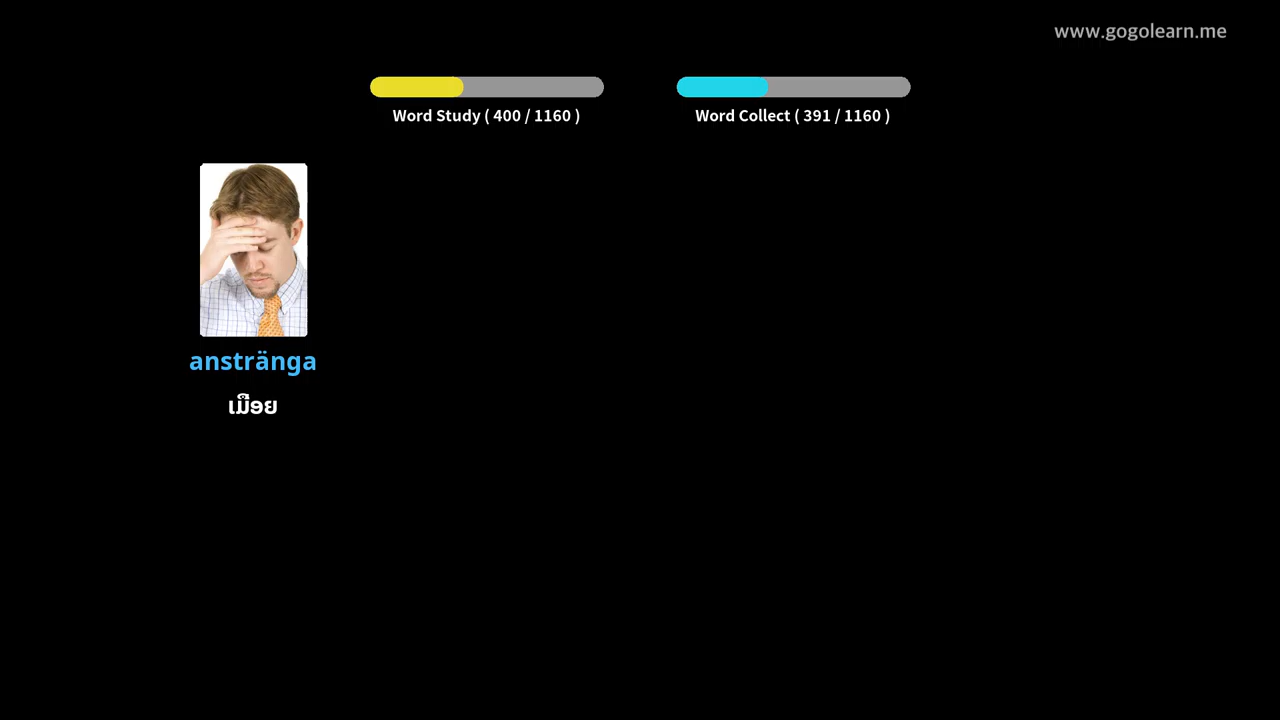 www.gogolearn.me
Word Study ( 400 / 1160 )
Word Collect ( 391 / 1160 )
anstränga
ເມື່ອຍ